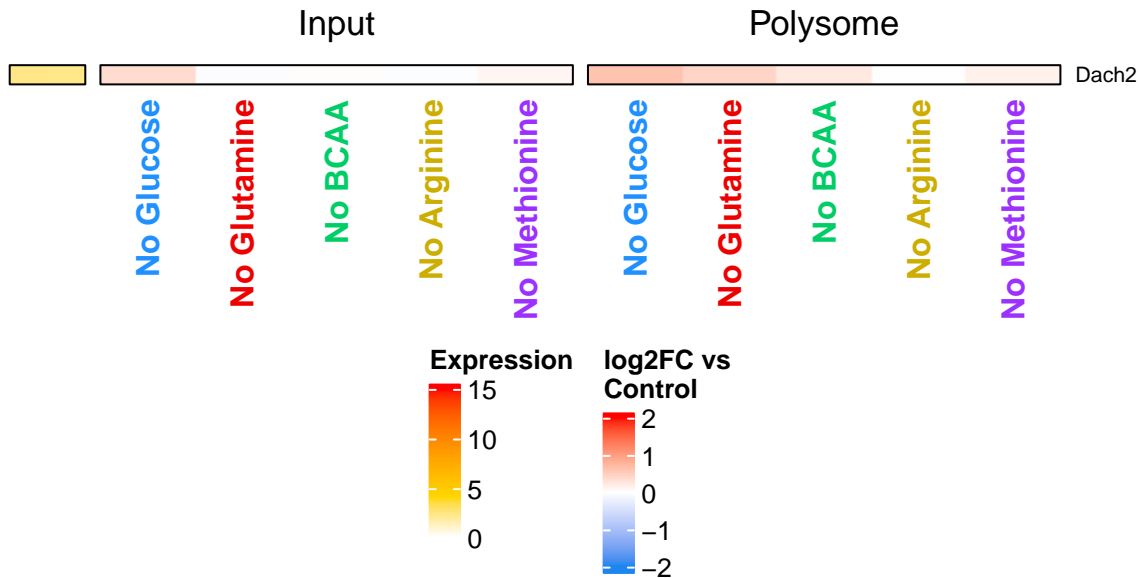 Input
Polysome
Dach2
No Glucose
No Glutamine
No BCAA
No Arginine
No Methionine
No Glucose
No Glutamine
No BCAA
No Arginine
No Methionine
Expression
15
10
5
0
log2FC vs
Control
2
1
0
−1
−2